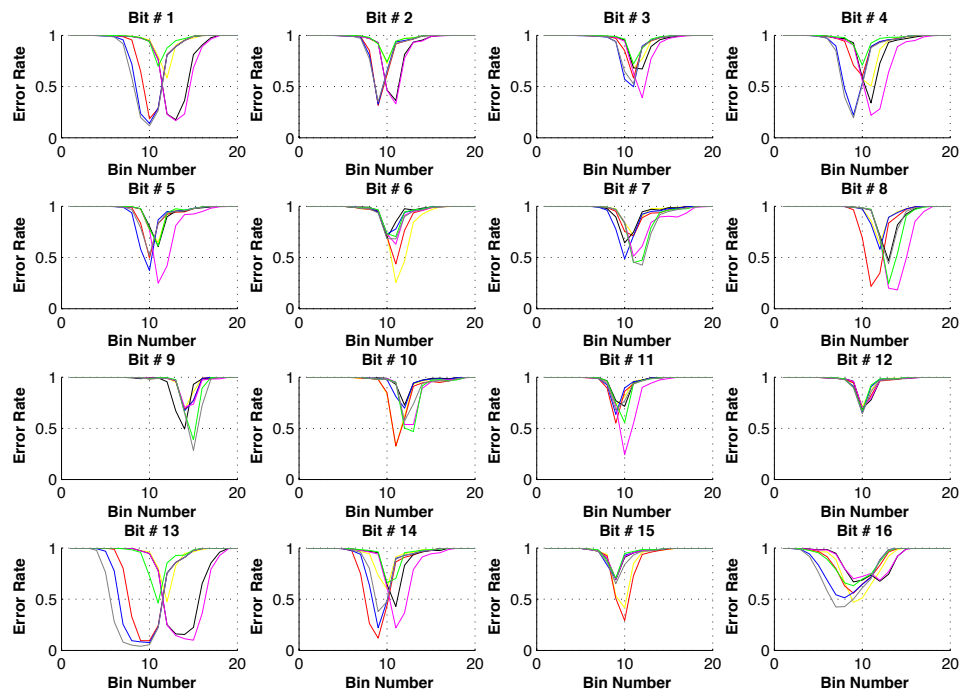 Bit # 1
Bit # 2
Bit # 3
Bit # 4
Error Rate
1
0.5
0
0
10
20
Bin Number
Error Rate
1
0.5
0
0
10
20
Bin Number
Error Rate
1
0.5
0
0
10
20
Bin Number
Error Rate
1
0.5
0
0
10
20
Bin Number
Bit # 5
Bit # 6
Bit # 7
Bit # 8
Error Rate
1
0.5
0
0
10
20
Bin Number
Error Rate
1
0.5
0
0
10
20
Bin Number
Error Rate
1
0.5
0
0
10
20
Bin Number
Error Rate
1
0.5
0
0
10
20
Bin Number
Bit # 9
Bit # 10
Bit # 11
Bit # 12
Error Rate
1
0.5
0
0
10
20
Bin Number
Error Rate
1
0.5
0
0
10
20
Bin Number
Error Rate
1
0.5
0
0
10
20
Bin Number
Error Rate
1
0.5
0
0
10
20
Bin Number
Bit # 13
Bit # 14
Bit # 15
Bit # 16
Error Rate
1
0.5
0
0
10
20
Bin Number
Error Rate
1
0.5
0
0
10
20
Bin Number
Error Rate
1
0.5
0
0
10
20
Bin Number
Error Rate
1
0.5
0
0
10
20
Bin Number